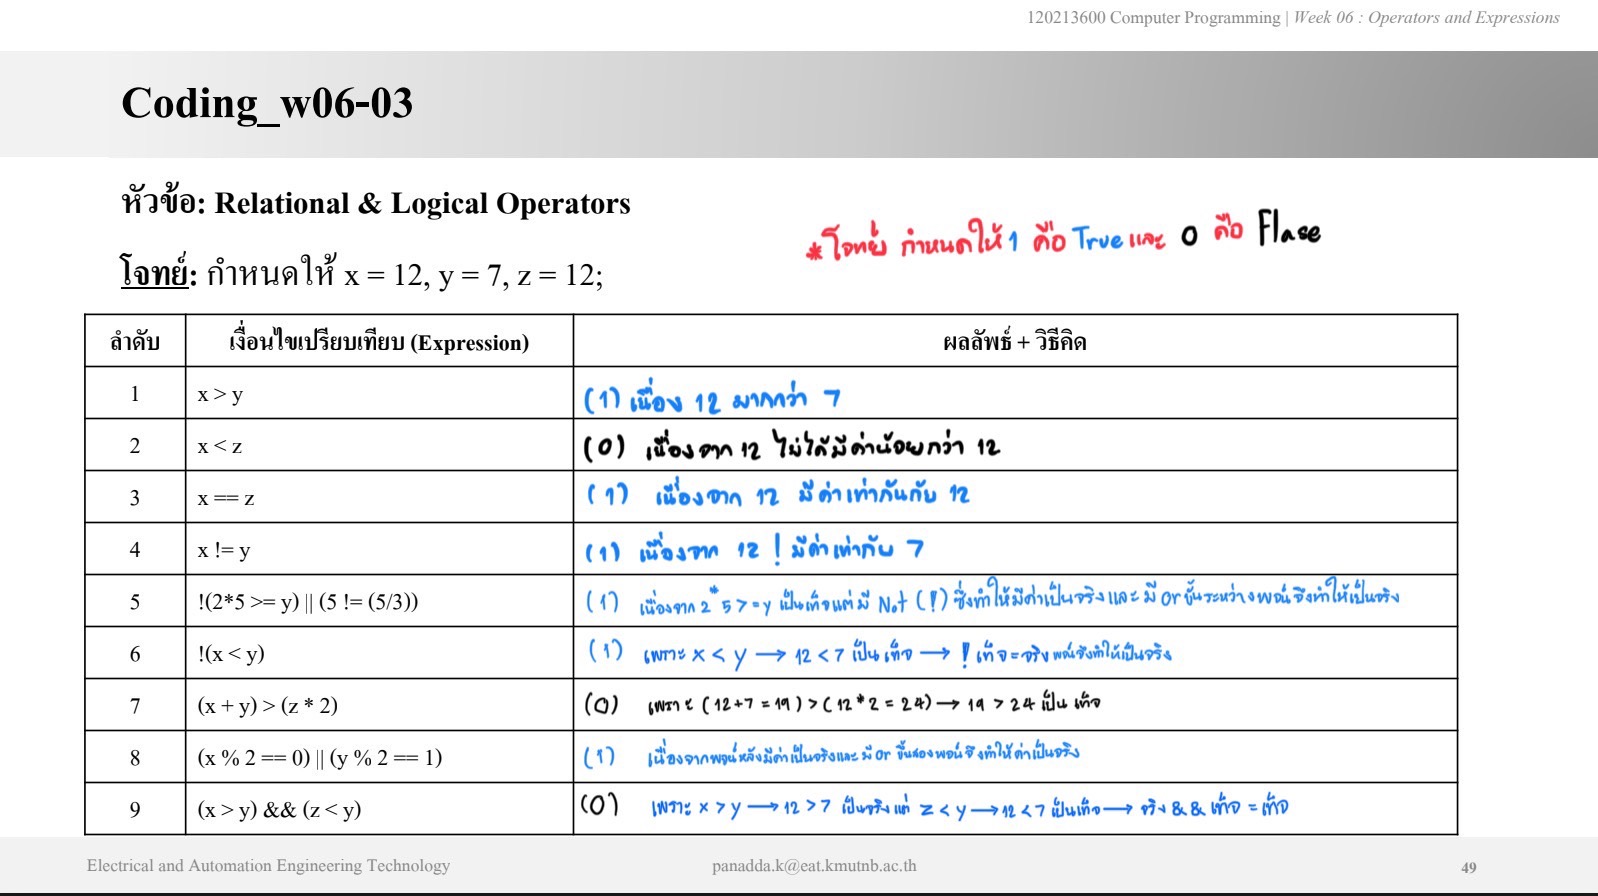 120213600 Computer Programming | Week 06 : Operators and Expressions
Coding_w06-03
หัวข้อ: Relational & Logical Operators
*โจทย์ กำหนดให้ 1 คือ True และ 0 คือ Flase
โจทย์: กำหนดให้ x = 12, y = 7, z = 12;
ลำดับ เงื่อนไขเปรียบเทียบ (Expression) ผลลัพธ์ + วิธีคิด
1 x > y (1) เนื่อง 12 มากกว่า 7
2 x < z (0) เนื่องจาก 12 ไม่ได้มีค่าน้อยกว่า 12
3 x == z (1) เนื่องจาก 12 มีค่าเท่ากันกับ 12
4 x != y (1) เนื่องจาก 12 ! มีค่าเท่ากับ 7
5 !(2*5 >= y) || (5 != (5/3)) (1) เนื่องจาก 2*5 >=y เป็นเท็จแต่มี Not (!) ซึ่งทำให้มีค่าเป็นจริงและ มี or ขั้นระหว่างพจน์ จึงทำให้เป็นจริง
6 !(x < y) (1) เพราะ x < y → 12 < 7 เป็น เท็จ → ! เท็จ = จริง พจน์จึงทำให้เป็นจริง
7 (x + y) > (z * 2) (0) เพราะ (12+7 = 19) > (12*2 = 24) → 19 > 24 เป็น เท็จ
8 (x % 2 == 0) || (y % 2 == 1) (1) เนื่องจากพจน์หลังมีค่าเป็นจริงและ มี or ขั้นสองพจน์ จึงทำให้ค่าเป็นจริง
9 (x > y) && (z < y) (0) เพราะ x > y → 12 > 7 เป็นจริง แต่ z < y → 12 < 7 เป็นเท็จ → จริง && เท็จ = เท็จ
Electrical and Automation Engineering Technology panadda.k@eat.kmutnb.ac.th 49